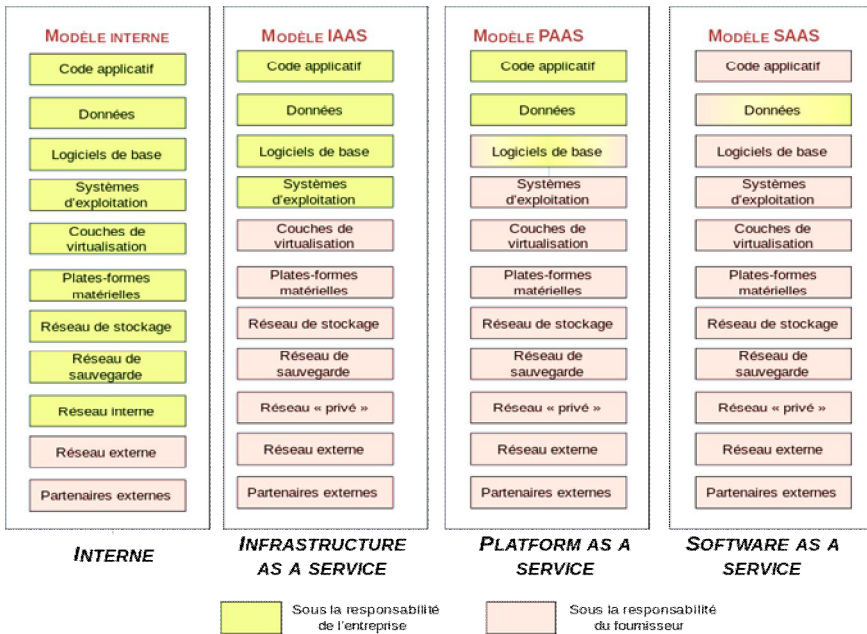 MODÈLE INTERNE
Code applicatif
Données
Logiciels de base
Systèmes
d'exploitation
Couches de
virtualisation
Plates-formes
matérielles
Réseau de stockage
Réseau de
sauvegarde
Réseau interne
Réseau externe
Partenaires externes
INTERNE
MODÈLE IAAS
Code applicatif
Données
Logiciels de base
Systèmes
d'exploitation
Couches de
virtualisation
Plates-formes
matérielles
Réseau de stockage
Réseau de
sauvegarde
Réseau « privé »
Réseau externe
Partenaires externes
INFRASTRUCTURE
AS A SERVICE
MODÈLE PAAS
Code applicatif
Données
Logiciels de base
Systèmes
d'exploitation
Couches de
virtualisation
Plates-formes
matérielles
Réseau de stockage
Réseau de
sauvegarde
Réseau « privé »
Réseau externe
Partenaires externes
PLATFORM AS A
SERVICE
MODÈLE SAAS
Code applicatif
Données
Logiciels de base
Systèmes
d'exploitation
Couches de
virtualisation
Plates-formes
matérielles
Réseau de stockage
Réseau de
sauvegarde
Réseau « privé »
Réseau externe
Partenaires externes
SOFTWARE AS A
SERVICE
Sous la responsabilité
de l'entreprise
Sous la responsabilité
du fournisseur